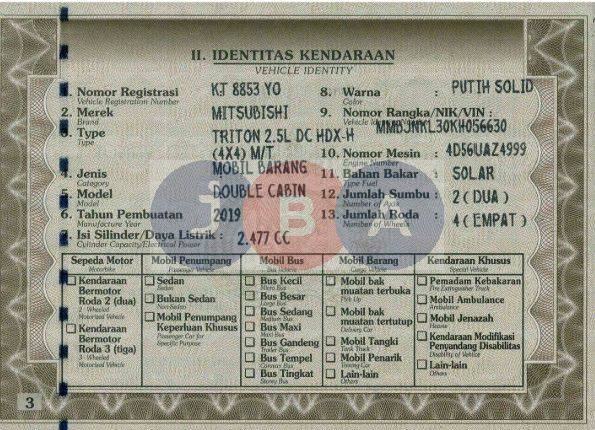 II. IDENTITAS KENDARAAN
VEHICLE IDENTITY
1. Nomor Registrasi KT 8853 YO
Vehicle Registration Number
2. Merek MITSUBISHI
Brand
3. Type TRITON 2.5L DC HDX-H
Type (4X4) M/T
4. Jenis MOBIL BARANG
Category
5. Model DOUBLE CABIN
Model
6. Tahun Pembuatan 2019
Manufacture Year
7. Isi Silinder/Daya Listrik : 2.477 CC
Cylinder Capacity/Electrical Power
8. Warna : PUTIH SOLID
Color
9. Nomor Rangka/NIK/VIN :
MMBJNKL30KH056630
10. Nomor Mesin : 4D56UAZ4999
Engine Number
11. Bahan Bakar : SOLAR
Type Fuel
12. Jumlah Sumbu : 2 ( DUA )
Number of Axis
13. Jumlah Roda : 4 ( EMPAT )
Number of Wheels
JBA
Sepeda Motor
Motorbike
Kendaraan
Bermotor
Roda 2 (dua)
2 Wheeled
Motorized Vehicle
Kendaraan
Bermotor
Roda 3 (tiga)
3 Wheeled
Motorized Vehicle
Mobil Penumpang
Passenger Vehicle
Sedan
Sedan
Bukan Sedan
Non Sedan
Mobil Penumpang
Keperluan Khusus
Passenger Car for
Specific Purpose
Mobil Bus
Bus Vehicle
Bus Kecil
Micro Bus
Bus Besar
Large Bus
Bus Sedang
Medium Bus
Bus Maxi
Maxi Bus
Bus Gandeng
Trailer Bus
Bus Tempel
Bus Tingkat
Storey Bus
Mobil Barang
Cargo Vehicle
Mobil bak
muatan terbuka
Pick Up
Mobil bak
muatan tertutup
Delivery Car
Mobil Tangki
Tank Truck
Mobil Penarik
Towing Car
Lain-lain
Others
Kendaraan Khusus
Special Vehicle
Pemadam Kebakaran
Fire Extinguisher Truck
Mobil Ambulance
Ambulance
Mobil Jenazah
Hearse
Kendaraan Modifikasi
Penyandang Disabilitas
Disability of Vehicle
Lain-lain
Others
3